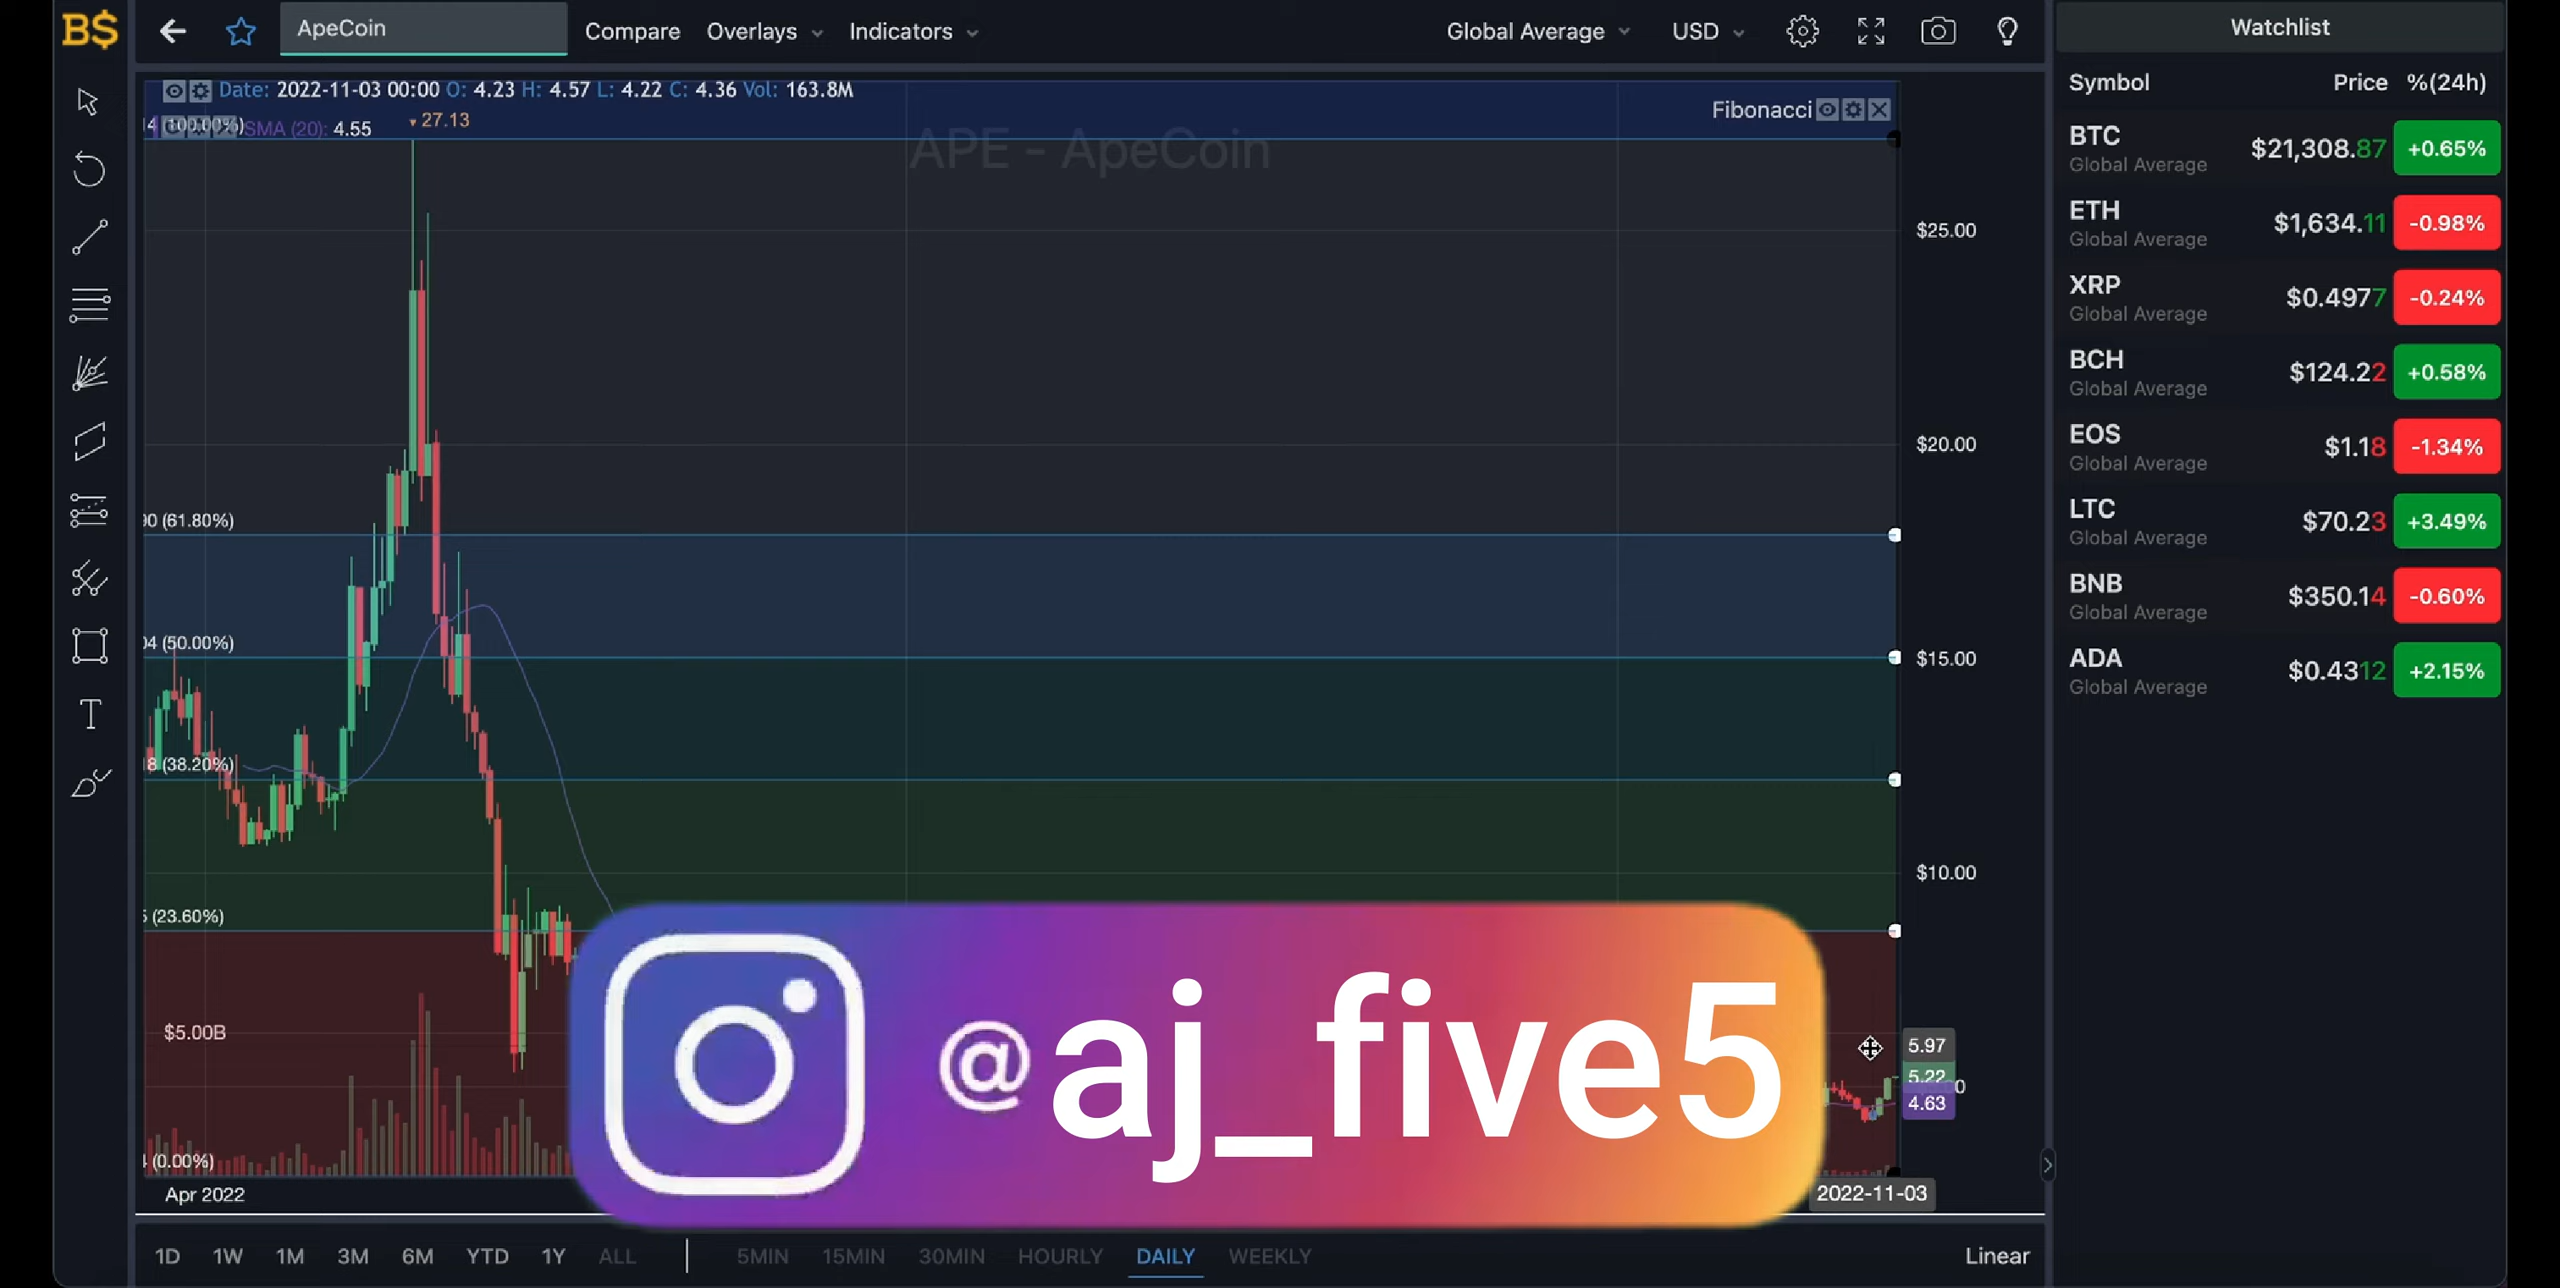 B$
ApeCoin
Compare
Overlays
Indicators
Global Average
USD
Date: 2022-11-03 00:00 O: 4.23 H: 4.57 L: 4.22 C: 4.36 Vol: 163.8M
Fibonacci
4 (100.00%) SMA (20): 4.55
27.13
APE - ApeCoin
$25.00
$20.00
(61.80%)
04 (50.00%)
$15.00
8 (38.20%)
$10.00
(23.60%)
$5.00B
@aj_five5
5.97
5.22
4.63
(0.00%)
Apr 2022
2022-11-03
1D 1W 1M 3M 6M YTD 1Y ALL
5MIN 15MIN 30MIN HOURLY DAILY WEEKLY
Linear
Watchlist
Symbol Price %(24h)
BTC $21,308.87 +0.65%
Global Average
ETH $1,634.11 -0.98%
Global Average
XRP $0.4977 -0.24%
Global Average
BCH $124.22 +0.58%
Global Average
EOS $1.18 -1.34%
Global Average
LTC $70.23 +3.49%
Global Average
BNB $350.14 -0.60%
Global Average
ADA $0.4312 +2.15%
Global Average